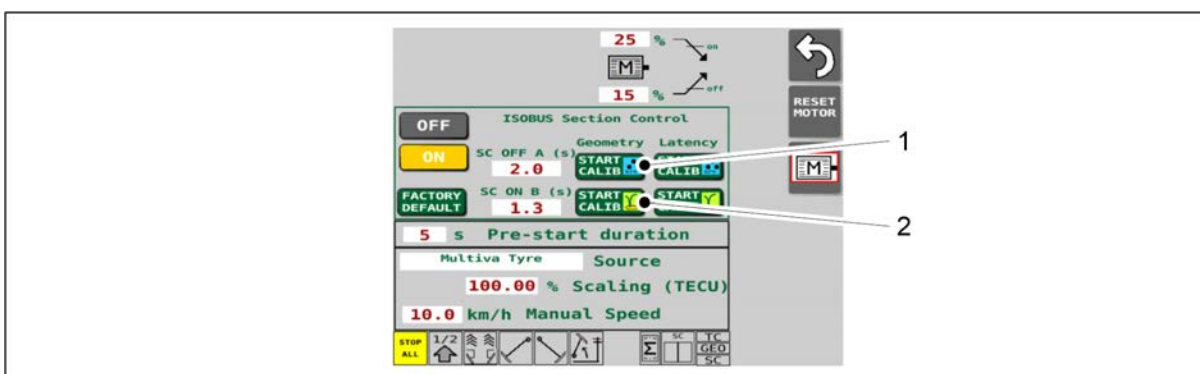 25 % on
M
15 % off
RESET
MOTOR
OFF
ISOBUS Section Control
Geometry Latency
ON
SC OFF A (s)
2.0
START
CALIB
CALIB
1
M
FACTORY
DEFAULT
SC ON B (s)
1.3
START
CALIB
START
2
5 s Pre-start duration
Multiva Tyre Source
100.00 % Scaling (TECU)
10.0 km/h Manual Speed
STOP
ALL
1/2
Σ
SC
TC
GEO
SC